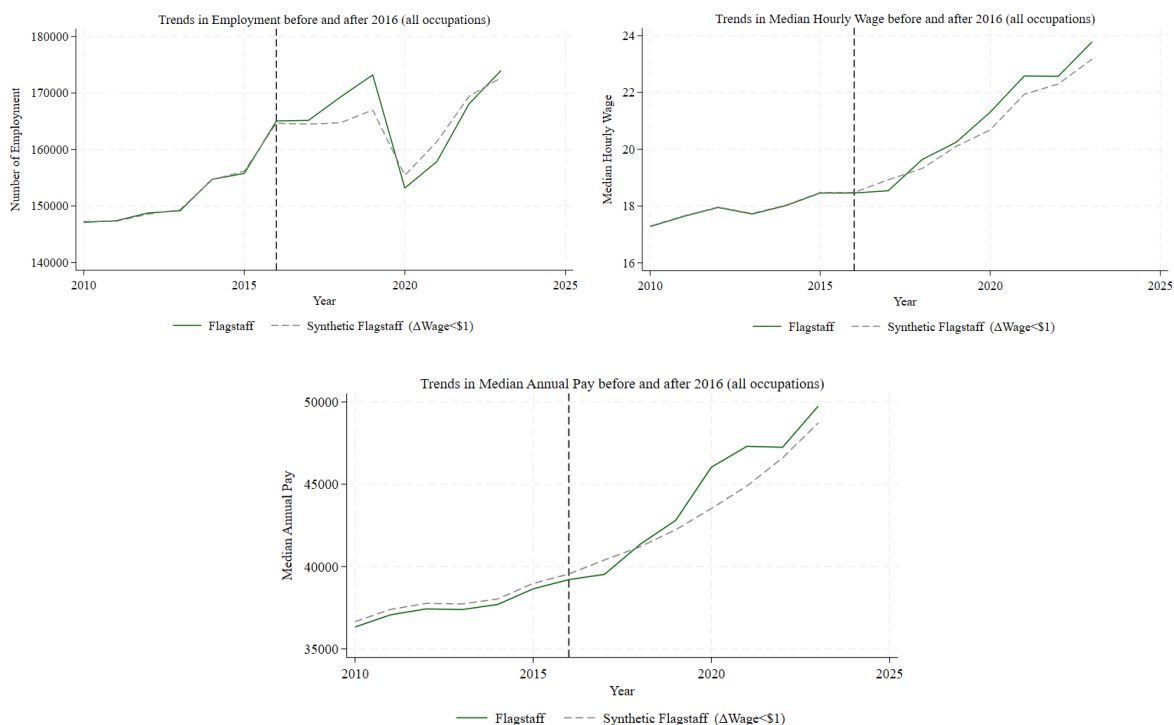 Trends in Employment before and after 2016 (all occupations)
180000
170000
160000
150000
140000
Number of Employment
2010
2015
2020
2025
Year
Flagstaff
Synthetic Flagstaff (ΔWage<$1)
Trends in Median Hourly Wage before and after 2016 (all occupations)
24
22
20
18
16
Median Hourly Wage
2010
2015
2020
2025
Year
Flagstaff
Synthetic Flagstaff (ΔWage<$1)
Trends in Median Annual Pay before and after 2016 (all occupations)
50000
45000
40000
35000
Median Annual Pay
2010
2015
2020
2025
Year
Flagstaff
Synthetic Flagstaff (ΔWage<$1)